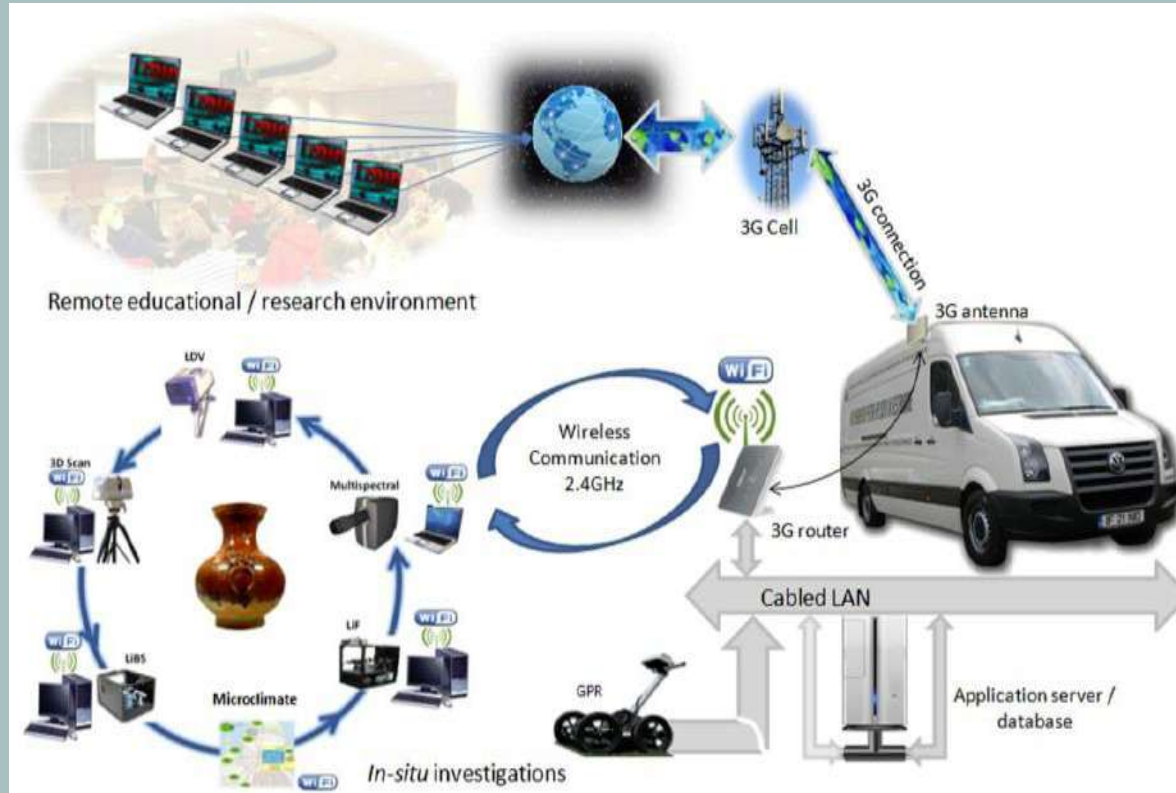 3G Cell
3G connection
Remote educational / research environment
3G antenna
LDV
WiFi
WiFi
3D Scan
WiFi
Multispectral
WiFi
Wireless
Communication
2.4GHz
3G router
Cabled LAN
WiFi
LIBS
LIF
WiFi
Microclimate
WiFi
GPR
Application server /
database
In-situ investigations